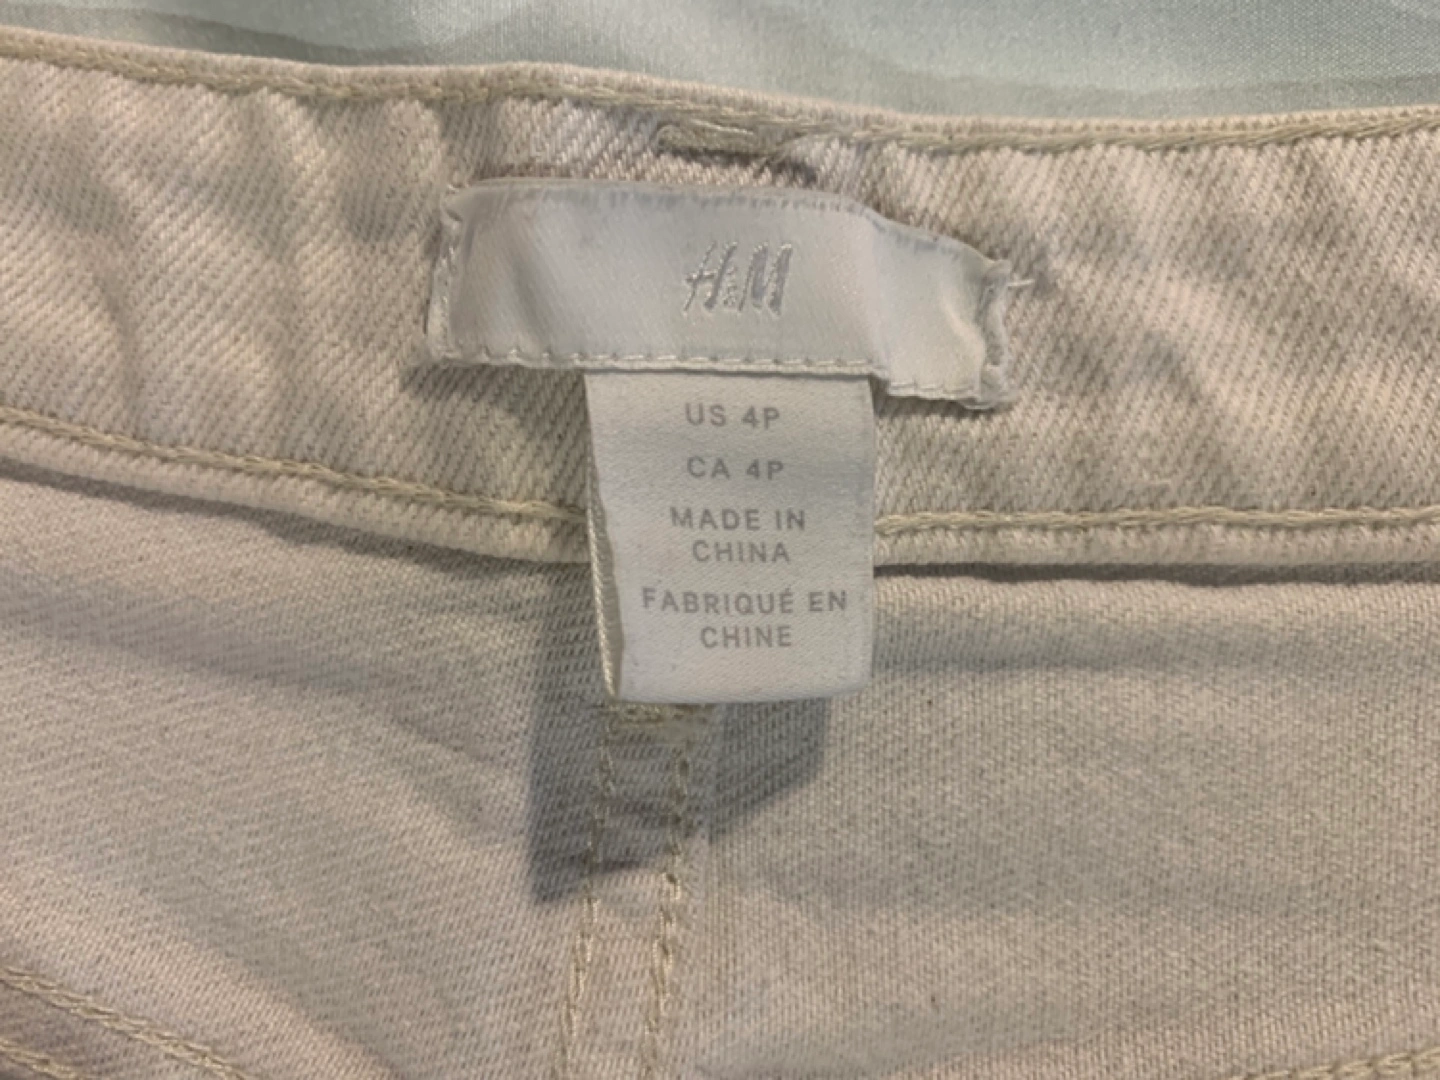 H&M
US 4P
CA 4P
MADE IN
CHINA
FABRIQUÉ EN
CHINE